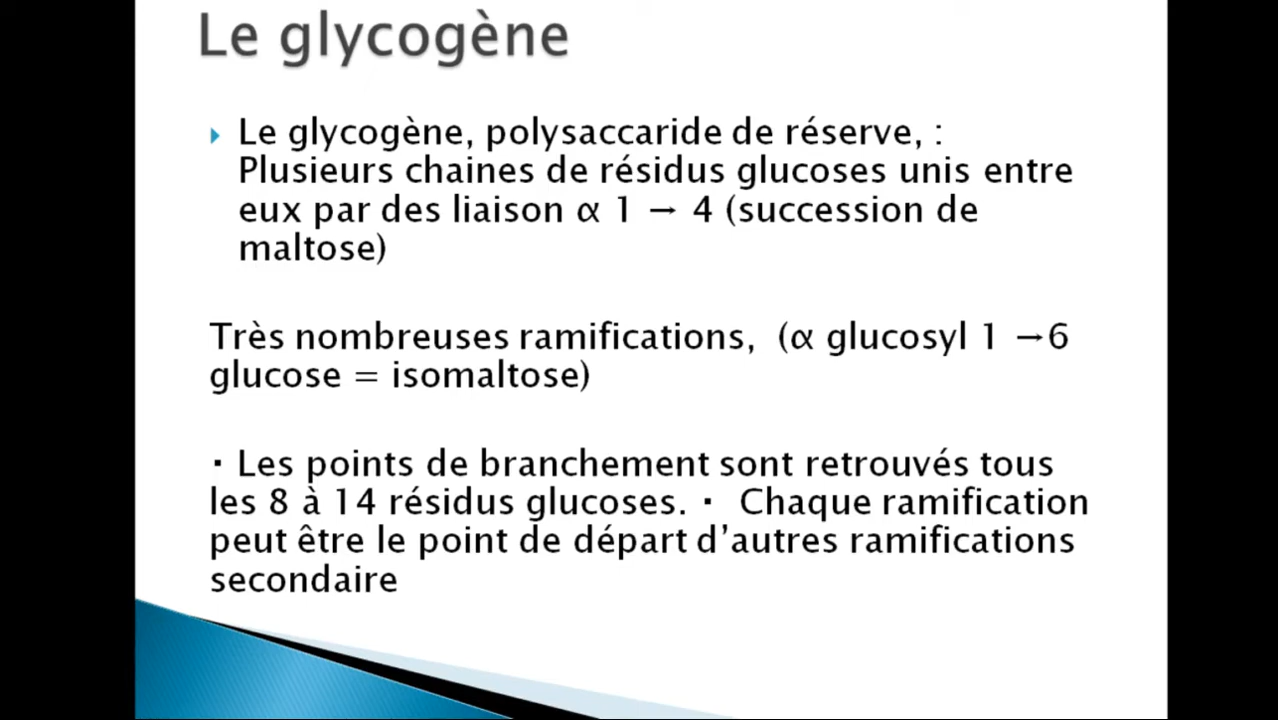 Le glycogène
Le glycogène, polysaccaride de réserve, :
Plusieurs chaines de résidus glucoses unis entre
eux par des liaison α 1 → 4 (succession de
maltose)
Très nombreuses ramifications, (α glucosyl 1 →6
glucose = isomaltose)
· Les points de branchement sont retrouvés tous
les 8 à 14 résidus glucoses. · Chaque ramification
peut être le point de départ d’autres ramifications
secondaire